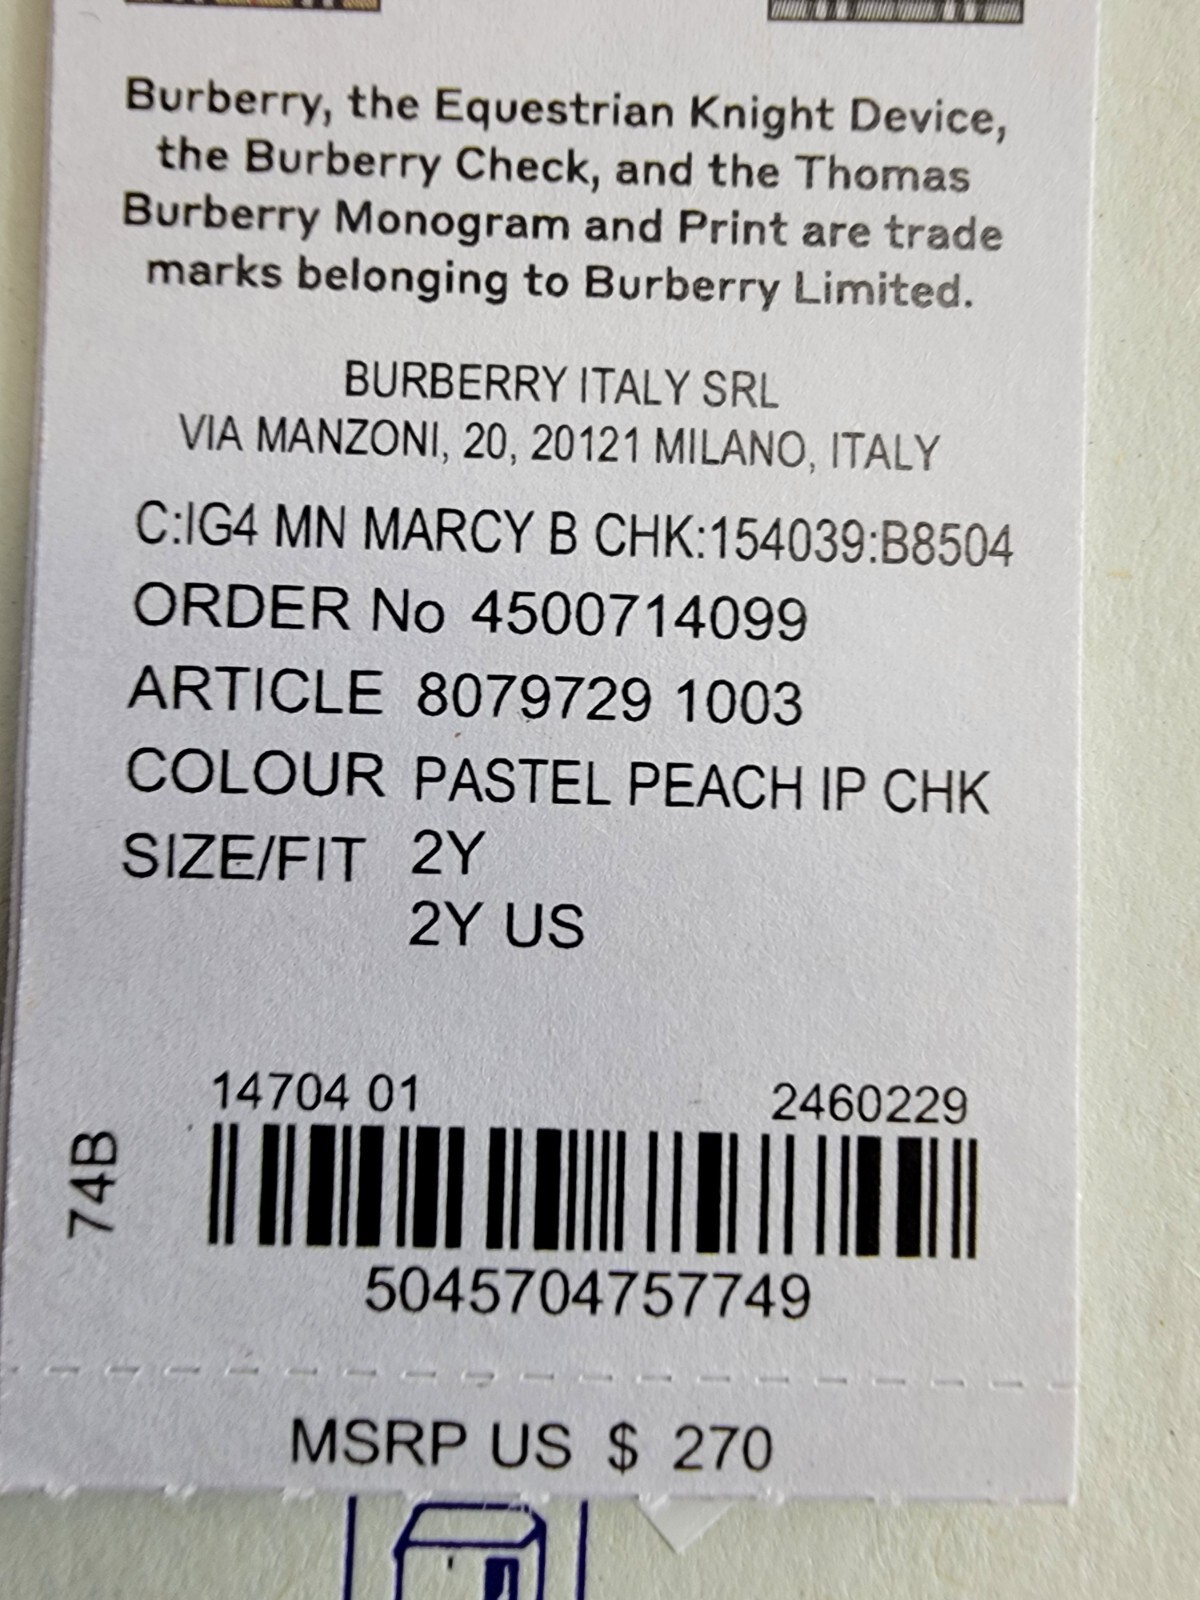 Burberry, the Equestrian Knight Device,
the Burberry Check, and the Thomas
Burberry Monogram and Print are trade
marks belonging to Burberry Limited.
BURBERRY ITALY SRL
VIA MANZONI, 20, 20121 MILANO, ITALY
C:IG4 MN MARCY B CHK:154039:B8504
ORDER No 4500714099
ARTICLE 8079729 1003
COLOUR PASTEL PEACH IP CHK
SIZE/FIT 2Y
2Y US
14704 01 2460229
74B
5045704757749
MSRP US $ 270